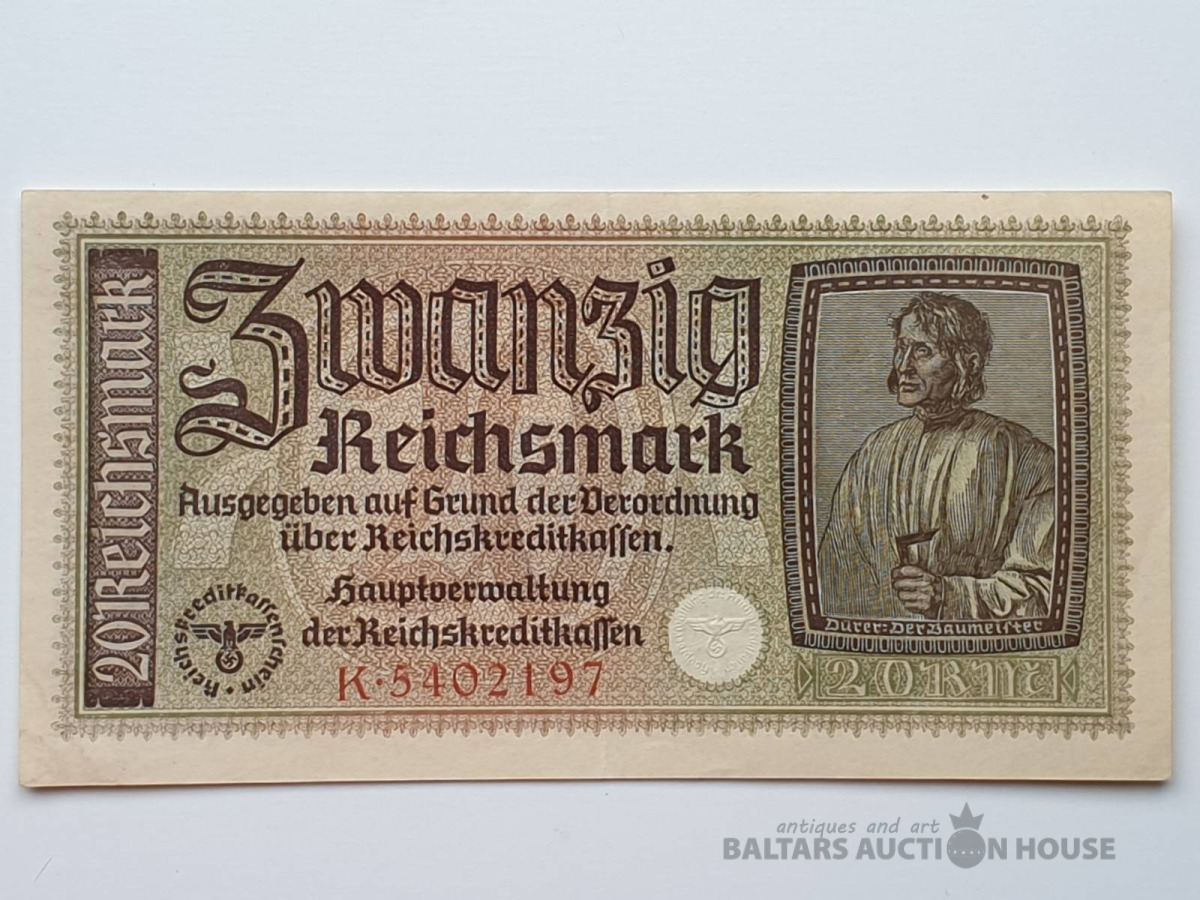 20 Reichsmark
Zwanzig
Reichsmark
Ausgegeben auf Grund der Verordnung
über Reichskreditkassen.
Hauptverwaltung
der Reichskreditkassen
Reichskreditkassenschein
K·5402197
Dürer: Der Baumeister
20 RM
antiques and art
BALTARS AUCTION HOUSE